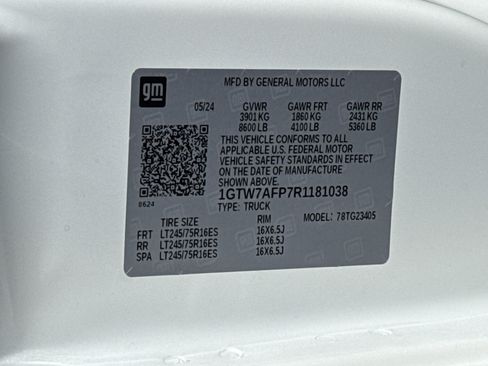 MFD BY GENERAL MOTORS LLC
gm
05/24 GVWR GAWR FRT GAWR RR
3901 KG 1860 KG 2431 KG
8600 LB 4100 LB 5360 LB
THIS VEHICLE CONFORMS TO ALL
APPLICABLE U.S. FEDERAL MOTOR
VEHICLE SAFETY STANDARDS IN EFFECT
ON THE DATE OF MANUFACTURE
SHOWN ABOVE.
1GTW7AFP7R1181038
8624
TYPE: TRUCK MODEL: 78TG23405
TIRE SIZE RIM
FRT LT245/75R16ES 16X6.5J
RR LT245/75R16ES 16X6.5J
SPA LT245/75R16ES 16X6.5J